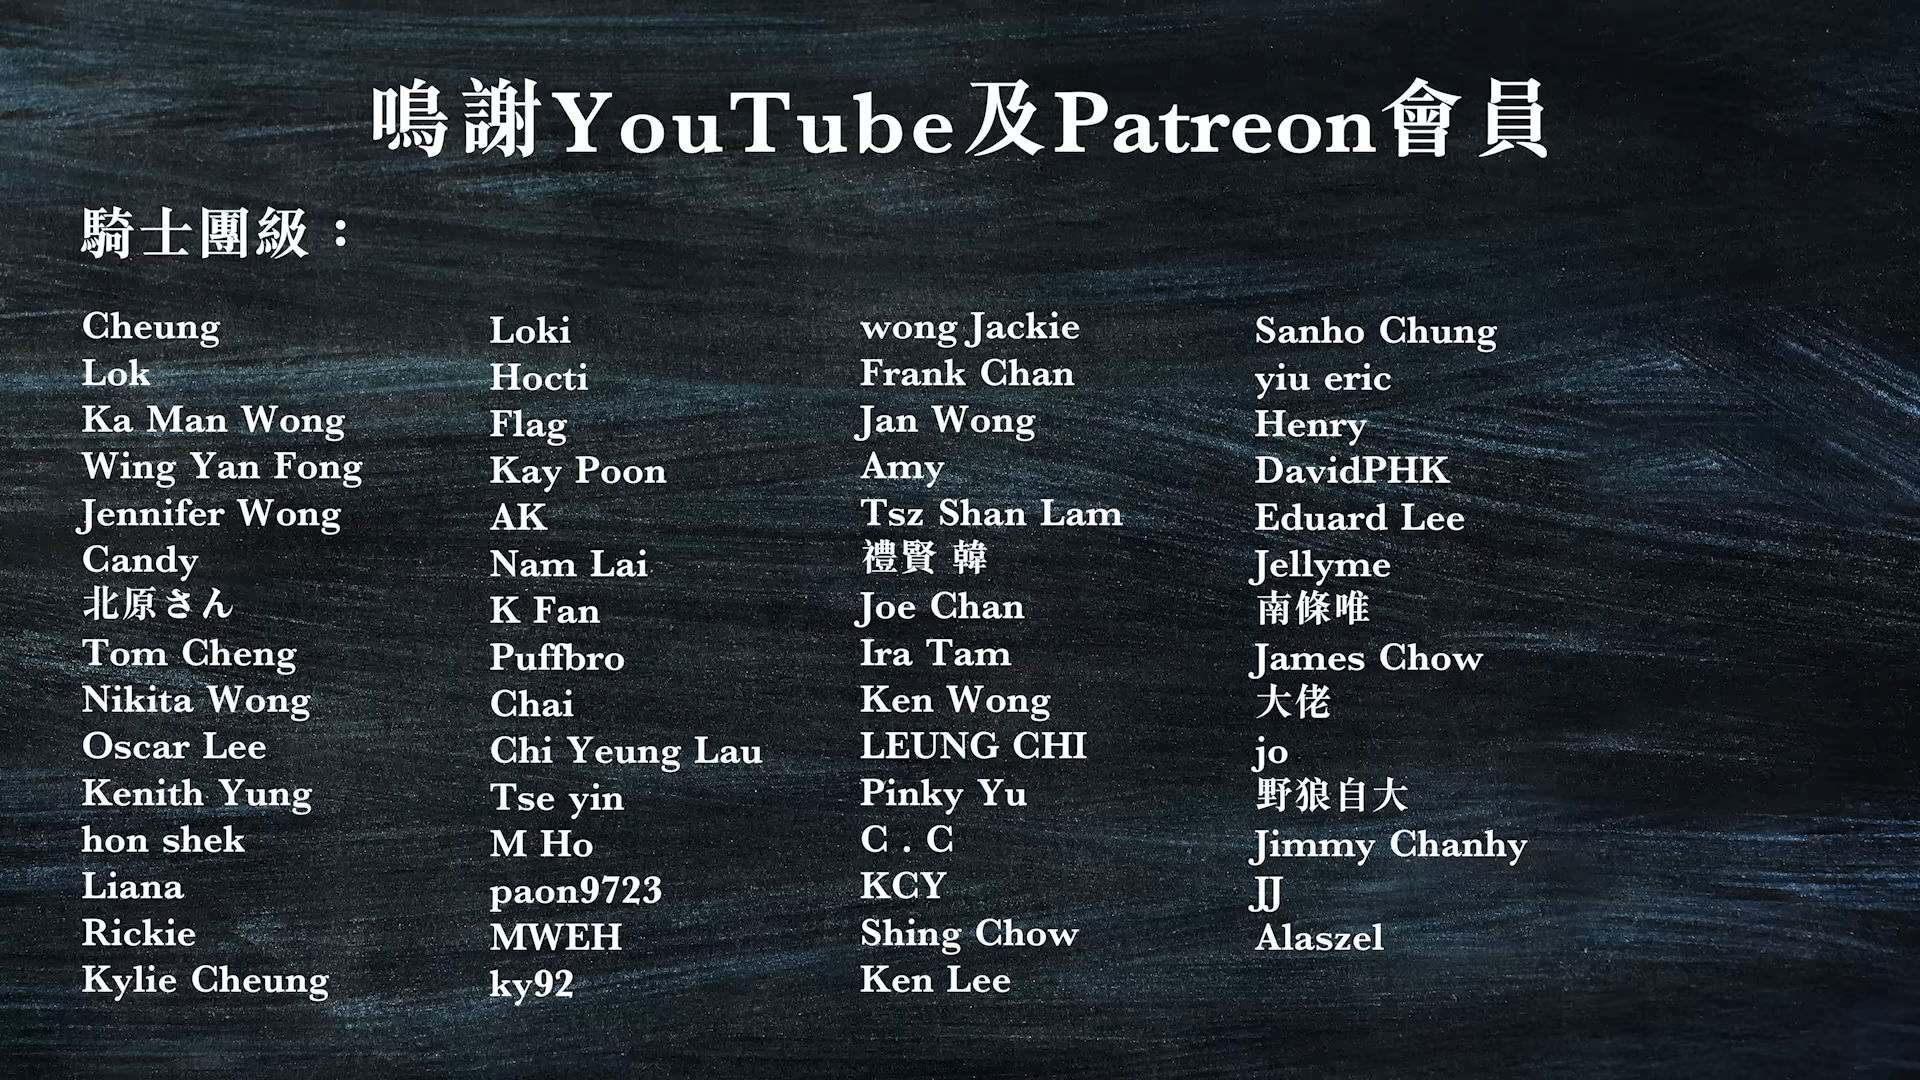 鳴謝YouTube及Patreon會員
騎士團級：
Cheung
Lok
Ka Man Wong
Wing Yan Fong
Jennifer Wong
Candy
北原さん
Tom Cheng
Nikita Wong
Oscar Lee
Kenith Yung
hon shek
Liana
Rickie
Kylie Cheung
Loki
Hocti
Flag
Kay Poon
AK
Nam Lai
K Fan
Puffbro
Chai
Chi Yeung Lau
Tse yin
M Ho
paon9723
MWEH
ky92
wong Jackie
Frank Chan
Jan Wong
Amy
Tsz Shan Lam
禮賢 韓
Joe Chan
Ira Tam
Ken Wong
LEUNG CHI
Pinky Yu
C . C
KCY
Shing Chow
Ken Lee
Sanho Chung
yiu eric
Henry
DavidPHK
Eduard Lee
Jellyme
南條唯
James Chow
大佬
jo
野狼自大
Jimmy Chanhy
JJ
Alaszel